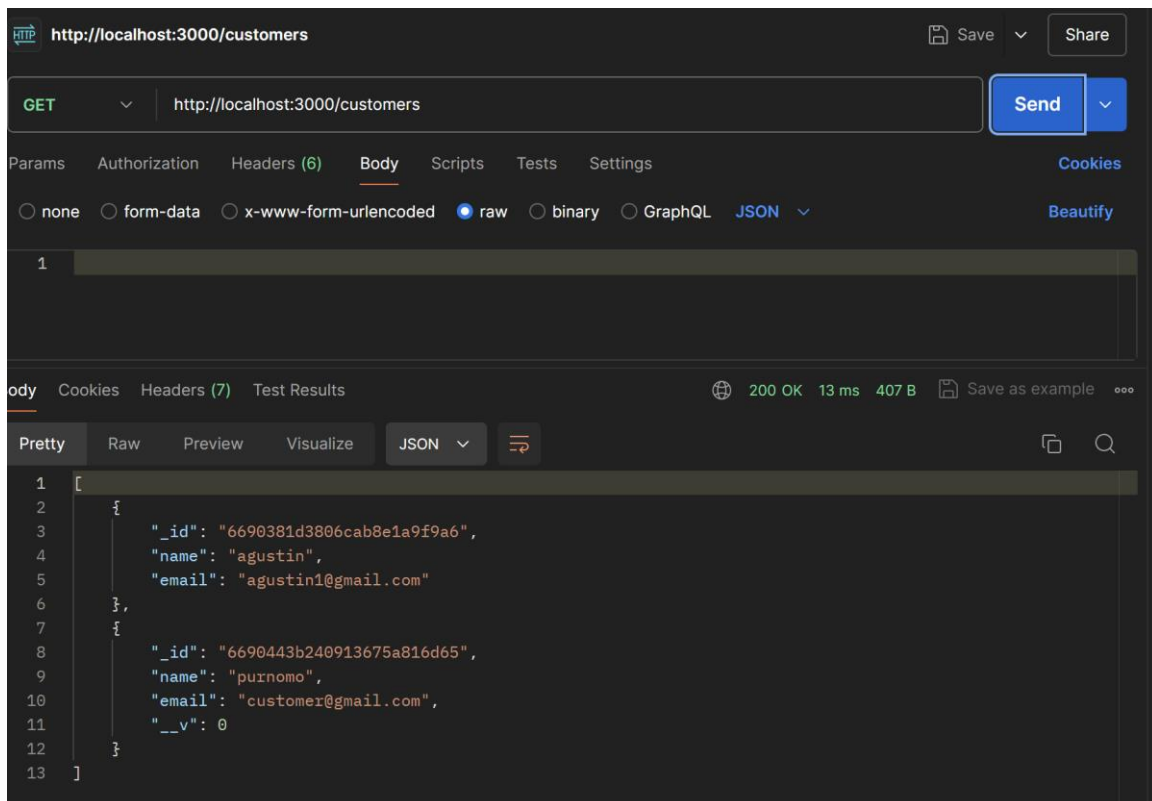 HTTP http://localhost:3000/customers Save Share
GET http://localhost:3000/customers Send
Params Authorization Headers (6) Body Scripts Tests Settings Cookies
none form-data x-www-form-urlencoded raw binary GraphQL JSON Beautify
1
ody Cookies Headers (7) Test Results 200 OK 13 ms 407 B Save as example
Pretty Raw Preview Visualize JSON
1 [
2 {
3 "_id": "6690381d3806cab8e1a9f9a6",
4 "name": "agustin",
5 "email": "agustin1@gmail.com"
6 },
7 {
8 "_id": "6690443b240913675a816d65",
9 "name": "purnomo",
10 "email": "customer@gmail.com",
11 "__v": 0
12 }
13 ]